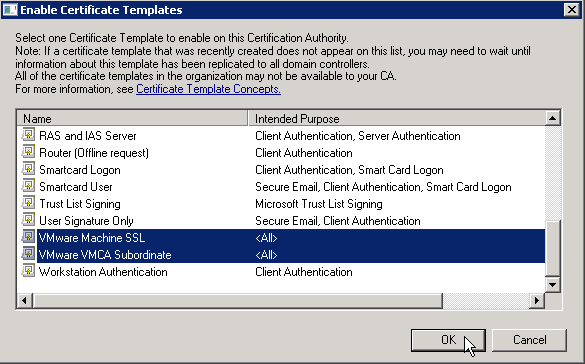 Enable Certificate Templates
Select one Certificate Template to enable on this Certification Authority.
Note: If a certificate template that was recently created does not appear on this list, you may need to wait until
information about this template has been replicated to all domain controllers.
All of the certificate templates in the organization may not be available to your CA.
For more information, see Certificate Template Concepts.
Name Intended Purpose
RAS and IAS Server Client Authentication, Server Authentication
Router (Offline request) Client Authentication
Smartcard Logon Client Authentication, Smart Card Logon
Smartcard User Secure Email, Client Authentication, Smart Card Logon
Trust List Signing Microsoft Trust List Signing
User Signature Only Secure Email, Client Authentication
VMware Machine SSL <All>
VMware VMCA Subordinate <All>
Workstation Authentication Client Authentication
OK Cancel